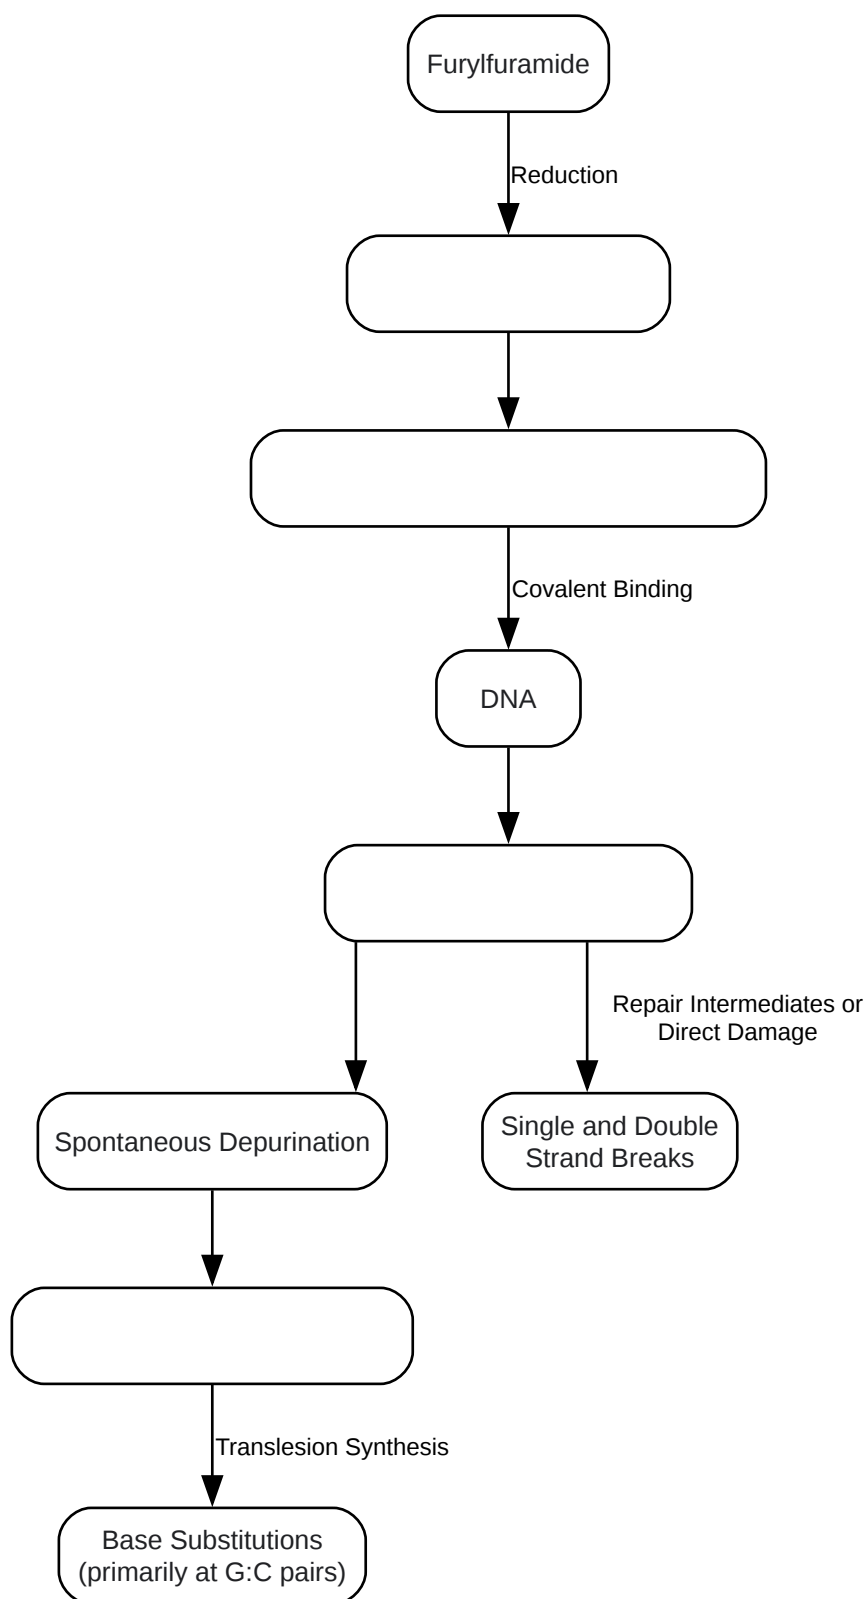 Furylfuramide
Reduction
Covalent Binding
DNA
Repair Intermediates or
Direct Damage
Spontaneous Depurination
Single and Double
Strand Breaks
Translesion Synthesis
Base Substitutions
(primarily at G:C pairs)